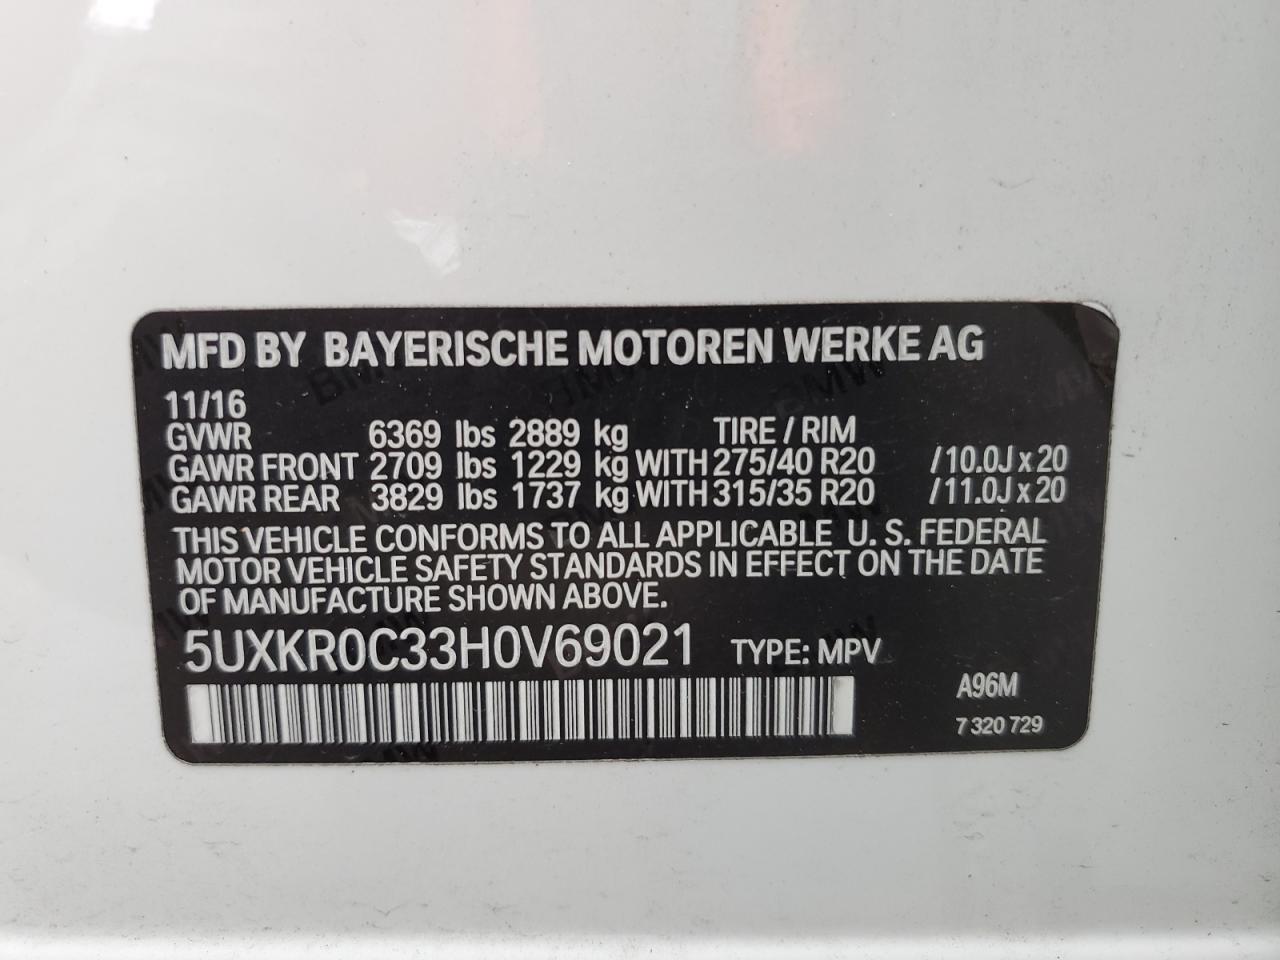 MFD BY BAYERISCHE MOTOREN WERKE AG
11/16
GVWR 6369 lbs 2889 kg TIRE / RIM
GAWR FRONT 2709 lbs 1229 kg WITH 275/40 R20 /10.0J x 20
GAWR REAR 3829 lbs 1737 kg WITH 315/35 R20 /11.0J x 20
THIS VEHICLE CONFORMS TO ALL APPLICABLE U. S. FEDERAL
MOTOR VEHICLE SAFETY STANDARDS IN EFFECT ON THE DATE
OF MANUFACTURE SHOWN ABOVE.
5UXKR0C33H0V69021 TYPE: MPV
A96M
7 320 729